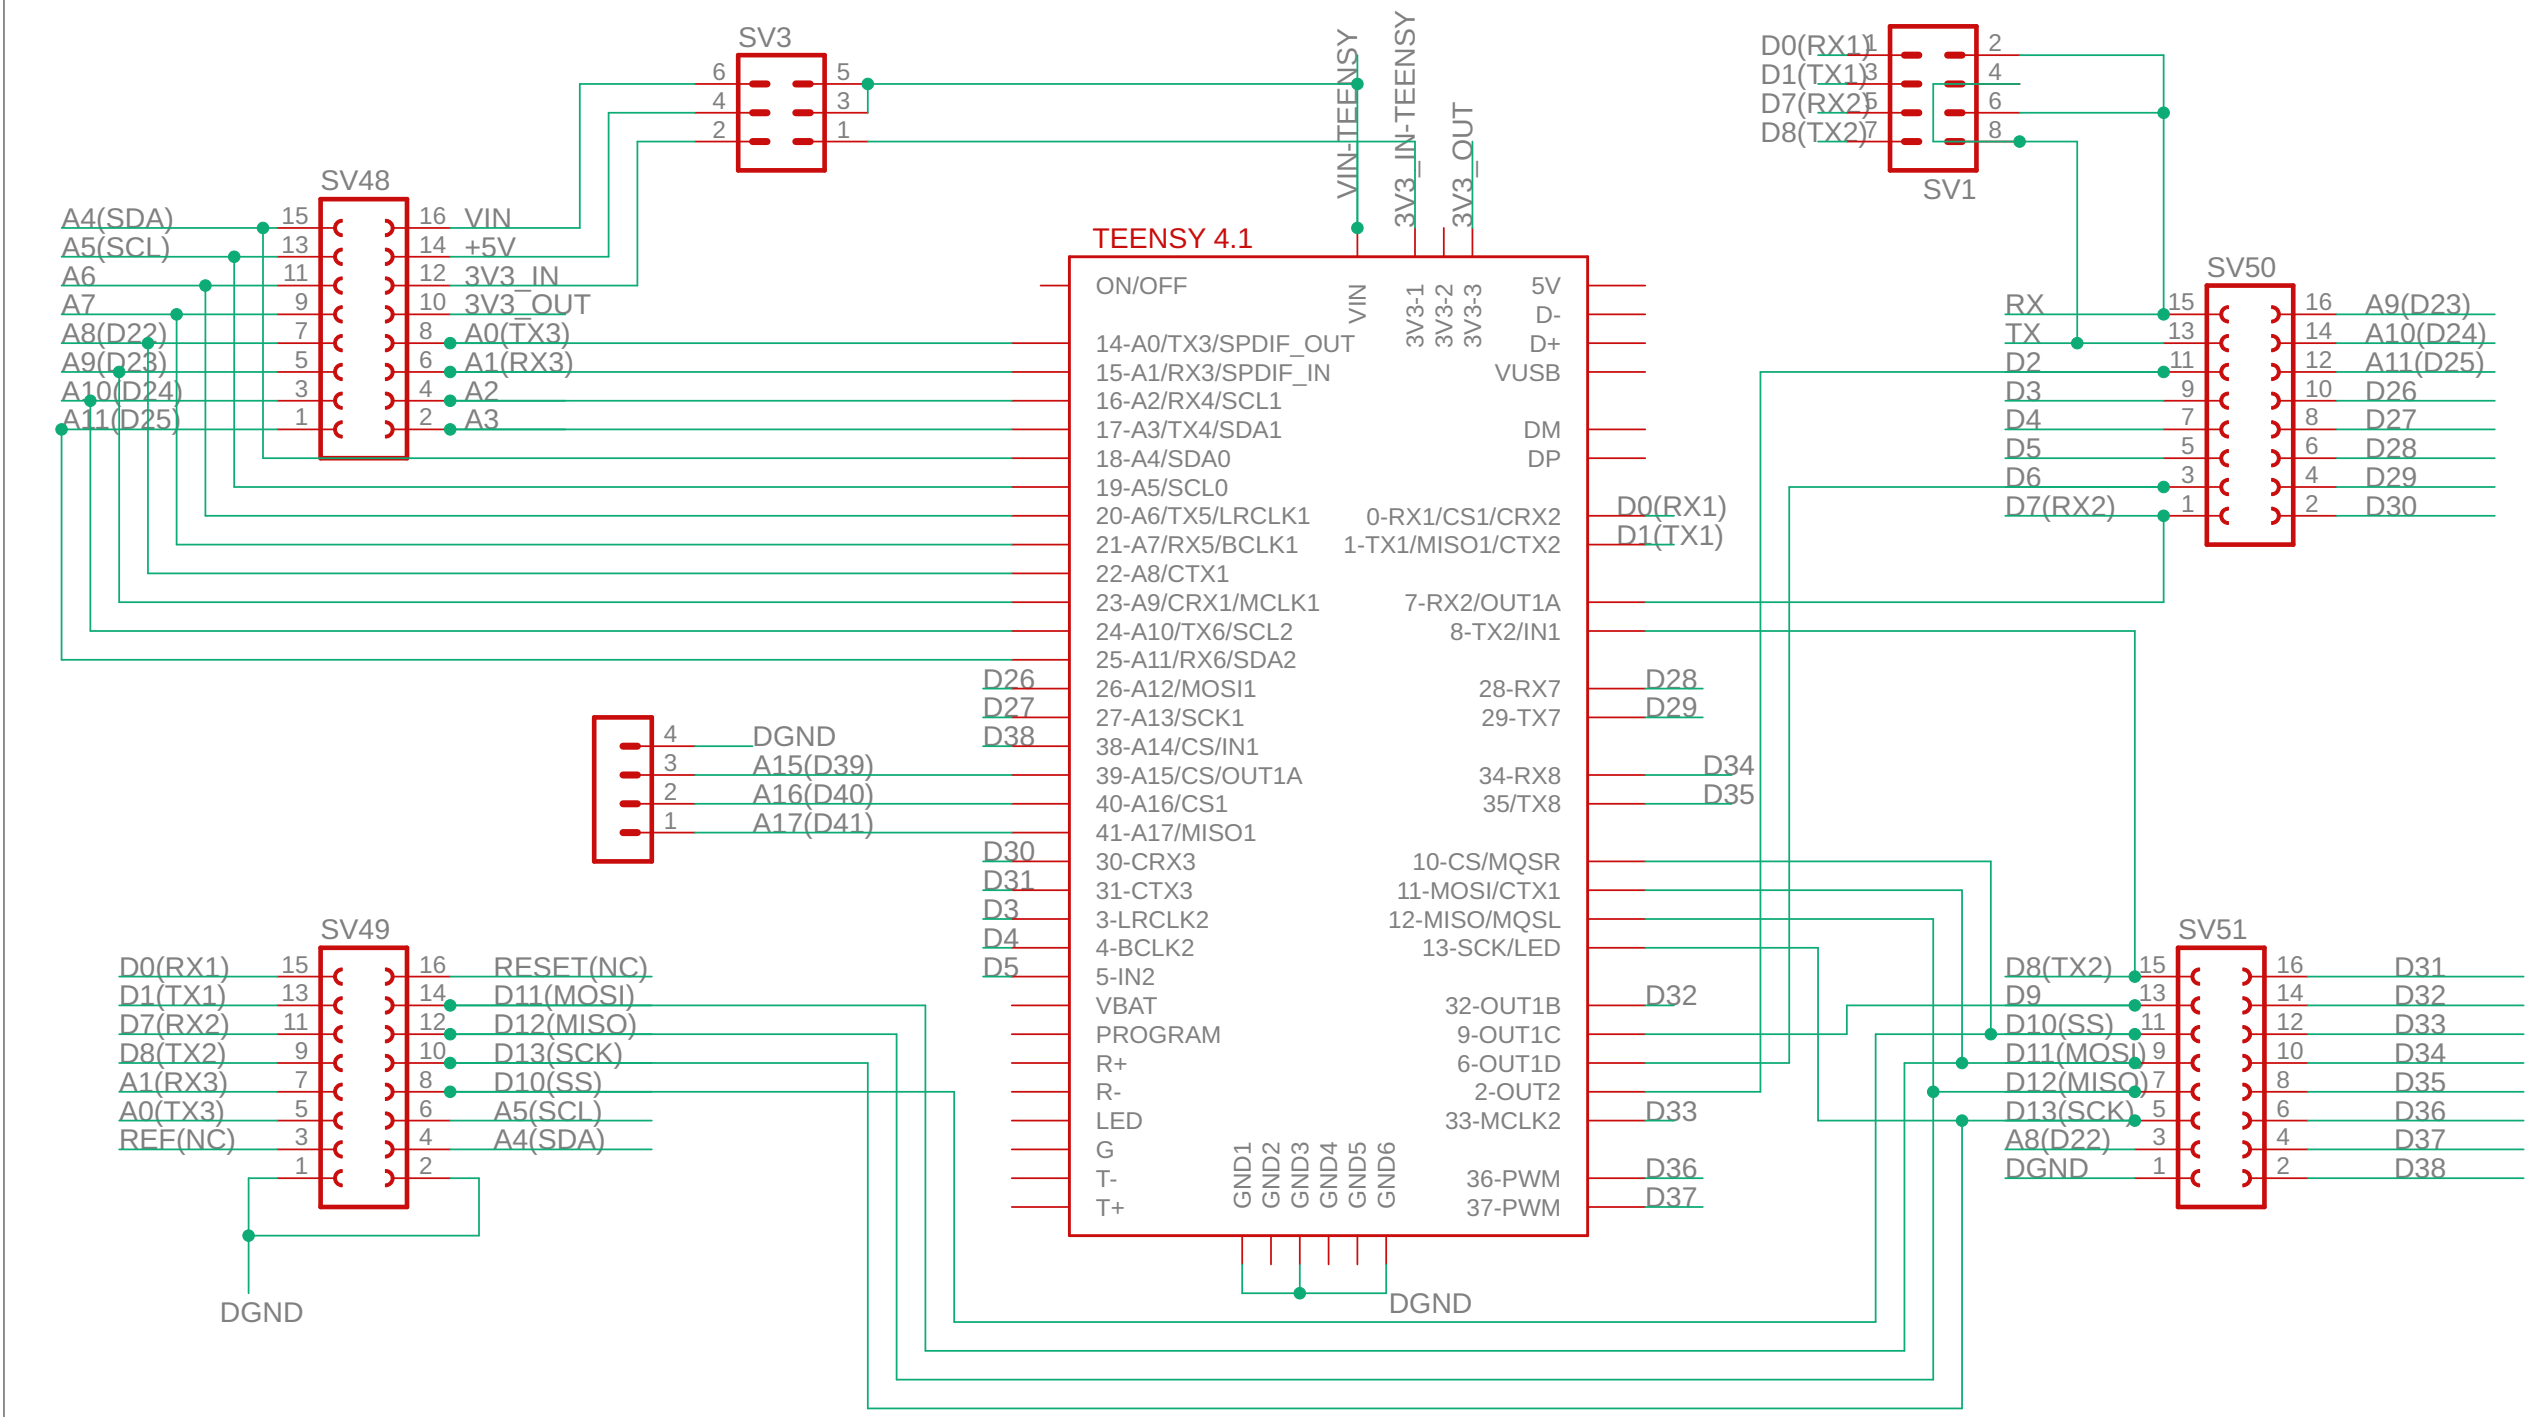 SV3
6 5
4 3
2 1
VIN-TEENSY
3V3_IN-TEENSY
3V3_OUT
D0(RX1) 1 2
D1(TX1) 3 4
D7(RX2) 5 6
D8(TX2) 7 8
SV1
SV48
A4(SDA) 15 16 VIN
A5(SCL) 13 14 +5V
A6 11 12 3V3_IN
A7 9 10 3V3_OUT
A8(D22) 7 8 A0(TX3)
A9(D23) 5 6 A1(RX3)
A10(D24) 3 4 A2
A11(D25) 1 2 A3
TEENSY 4.1
ON/OFF
14-A0/TX3/SPDIF_OUT
15-A1/RX3/SPDIF_IN
16-A2/RX4/SCL1
17-A3/TX4/SDA1
18-A4/SDA0
19-A5/SCL0
20-A6/TX5/LRCLK1
21-A7/RX5/BCLK1
22-A8/CTX1
23-A9/CRX1/MCLK1
24-A10/TX6/SCL2
25-A11/RX6/SDA2
D26 26-A12/MOSI1
D27 27-A13/SCK1
D38 38-A14/CS/IN1
39-A15/CS/OUT1A
40-A16/CS1
41-A17/MISO1
D30 30-CRX3
D31 31-CTX3
D3 3-LRCLK2
D4 4-BCLK2
D5 5-IN2
VBAT
PROGRAM
R+
R-
LED
G
T-
T+
VIN
3V3-1
3V3-2
3V3-3
5V
D-
D+
VUSB
DM
DP
0-RX1/CS1/CRX2 D0(RX1)
1-TX1/MISO1/CTX2 D1(TX1)
7-RX2/OUT1A
8-TX2/IN1
28-RX7 D28
29-TX7 D29
34-RX8 D34
35/TX8 D35
10-CS/MQSR
11-MOSI/CTX1
12-MISO/MQSL
13-SCK/LED
32-OUT1B D32
9-OUT1C
6-OUT1D
2-OUT2
33-MCLK2 D33
36-PWM D36
37-PWM D37
GND1
GND2
GND3
GND4
GND5
GND6
DGND
4 DGND
3 A15(D39)
2 A16(D40)
1 A17(D41)
SV50
RX 15 16 A9(D23)
TX 13 14 A10(D24)
D2 11 12 A11(D25)
D3 9 10 D26
D4 7 8 D27
D5 5 6 D28
D6 3 4 D29
D7(RX2) 1 2 D30
SV49
D0(RX1) 15 16 RESET(NC)
D1(TX1) 13 14 D11(MOSI)
D7(RX2) 11 12 D12(MISO)
D8(TX2) 9 10 D13(SCK)
A1(RX3) 7 8 D10(SS)
A0(TX3) 5 6 A5(SCL)
REF(NC) 3 4 A4(SDA)
1 2
DGND
SV51
D8(TX2) 15 16 D31
D9 13 14 D32
D10(SS) 11 12 D33
D11(MOSI) 9 10 D34
D12(MISO) 7 8 D35
D13(SCK) 5 6 D36
A8(D22) 3 4 D37
DGND 1 2 D38